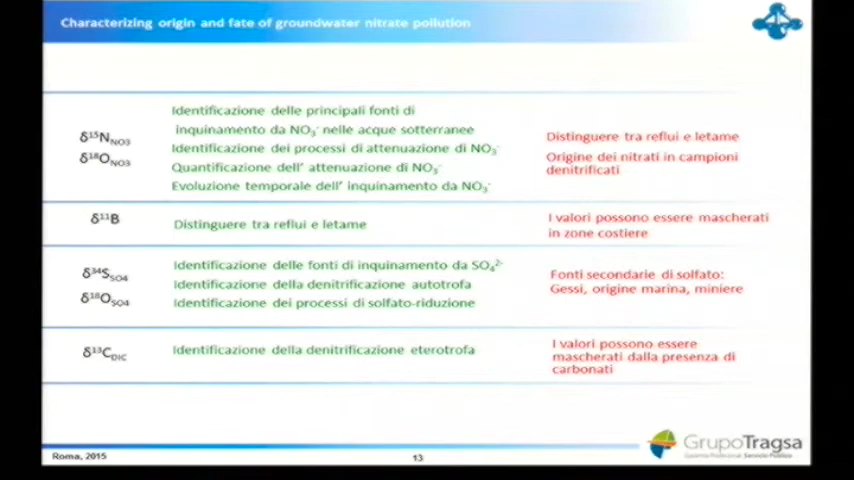 Characterizing origin and fate of groundwater nitrate pollution
δ¹⁵N_NO3
δ¹⁸O_NO3
Identificazione delle principali fonti di
inquinamento da NO₃⁻ nelle acque sotterranee
Identificazione dei processi di attenuazione di NO₃⁻
Quantificazione dell' attenuazione di NO₃⁻
Evoluzione temporale dell' inquinamento da NO₃⁻
Distinguere tra reflui e letame
Origine dei nitrati in campioni
denitrificati
δ¹¹B
Distinguere tra reflui e letame
I valori possono essere mascherati
in zone costiere
δ³⁴S_SO4
δ¹⁸O_SO4
Identificazione delle fonti di inquinamento da SO₄²⁻
Identificazione della denitrificazione autotrofa
Identificazione dei processi di solfato-riduzione
Fonti secondarie di solfato:
Gessi, origine marina, miniere
δ¹³C_DIC
Identificazione della denitrificazione eterotrofa
I valori possono essere
mascherati dalla presenza di
carbonati
GrupoTragsa
Roma, 2015
13